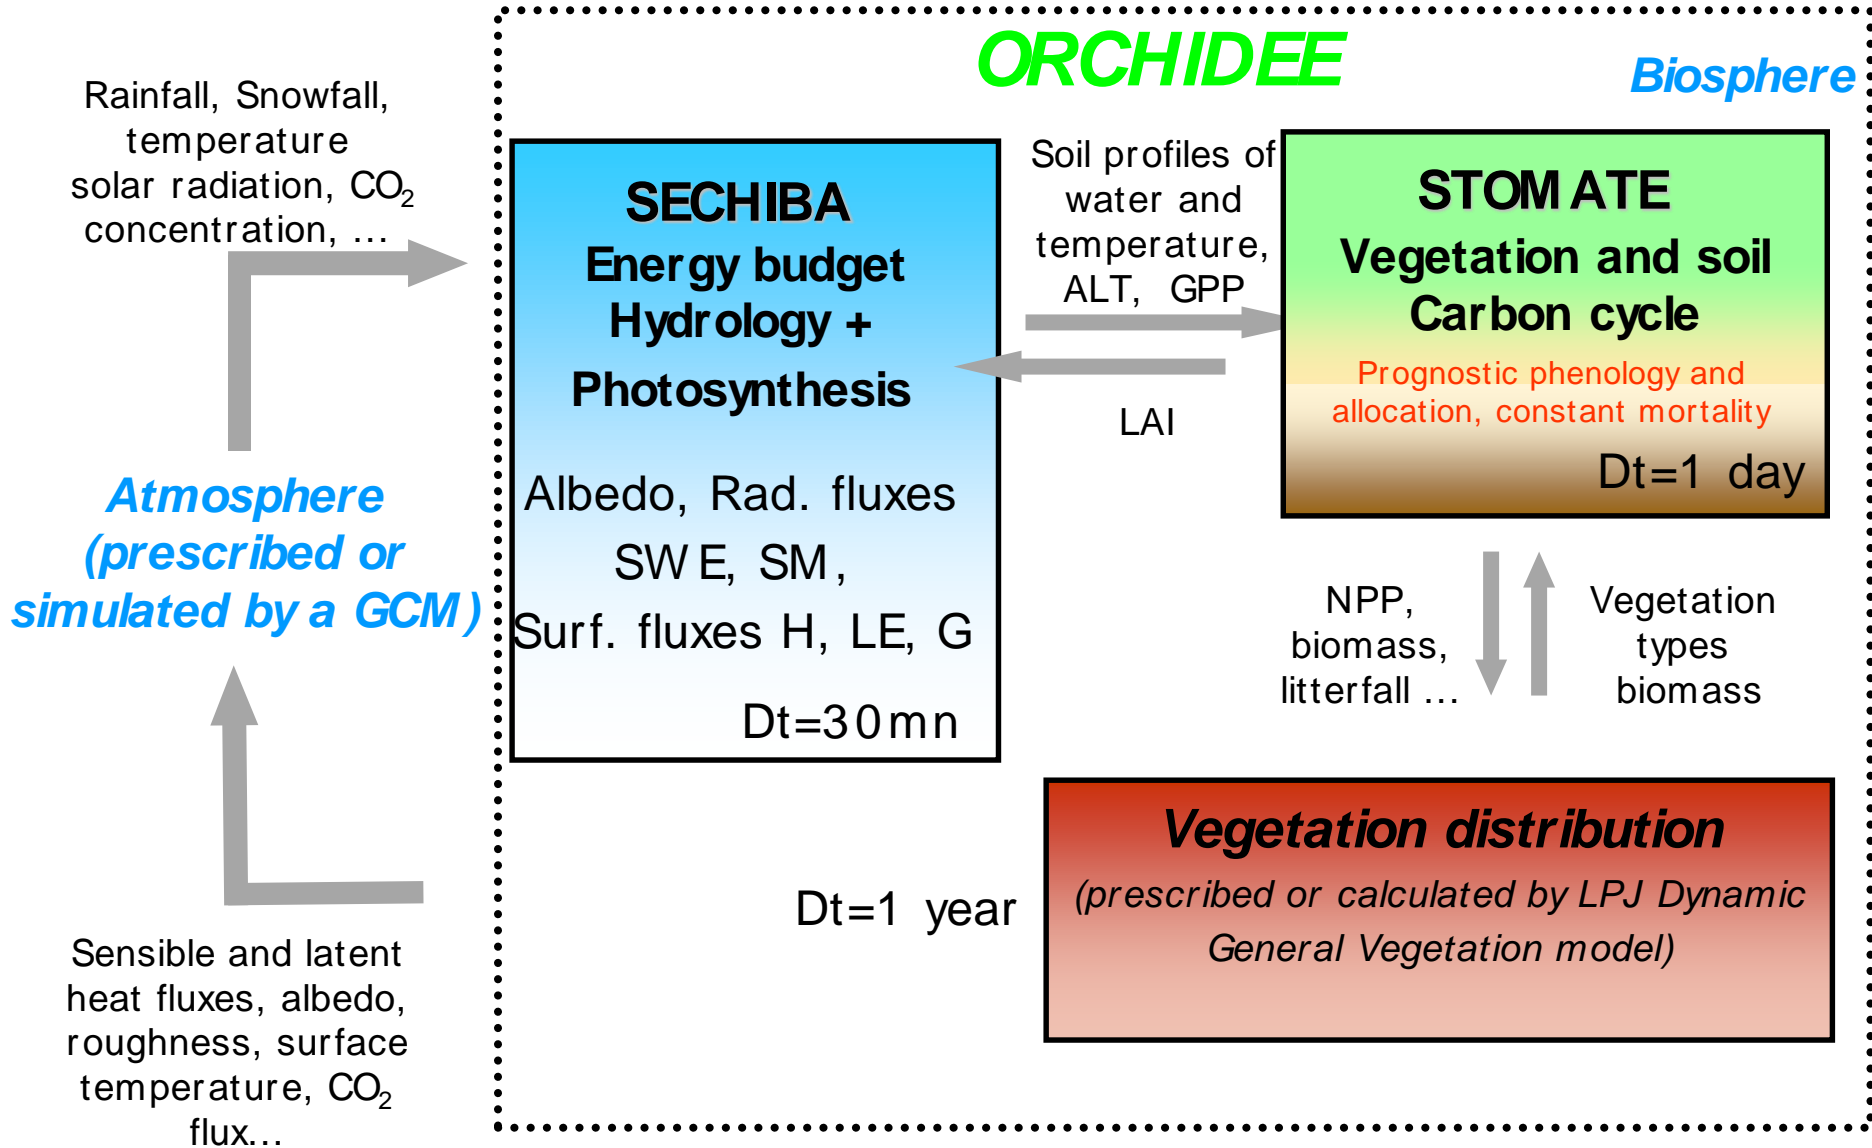 ORCHIDEE
Biosphere
Rainfall, Snowfall,
temperature
solar radiation, CO₂
concentration, …
SECHIBA
Energy budget
Hydrology +
Photosynthesis
Albedo, Rad. fluxes
SWE, SM,
Surf. fluxes H, LE, G
Dt=30mn
Soil profiles of
water and
temperature,
ALT, GPP
LAI
STOMATE
Vegetation and soil
Carbon cycle
Prognostic phenology and
allocation, constant mortality
Dt=1 day
Atmosphere
(prescribed or
simulated by a GCM)
NPP,
biomass,
litterfall …
Vegetation
types
biomass
Dt=1 year
Vegetation distribution
(prescribed or calculated by LPJ Dynamic
General Vegetation model)
Sensible and latent
heat fluxes, albedo,
roughness, surface
temperature, CO₂
flux…